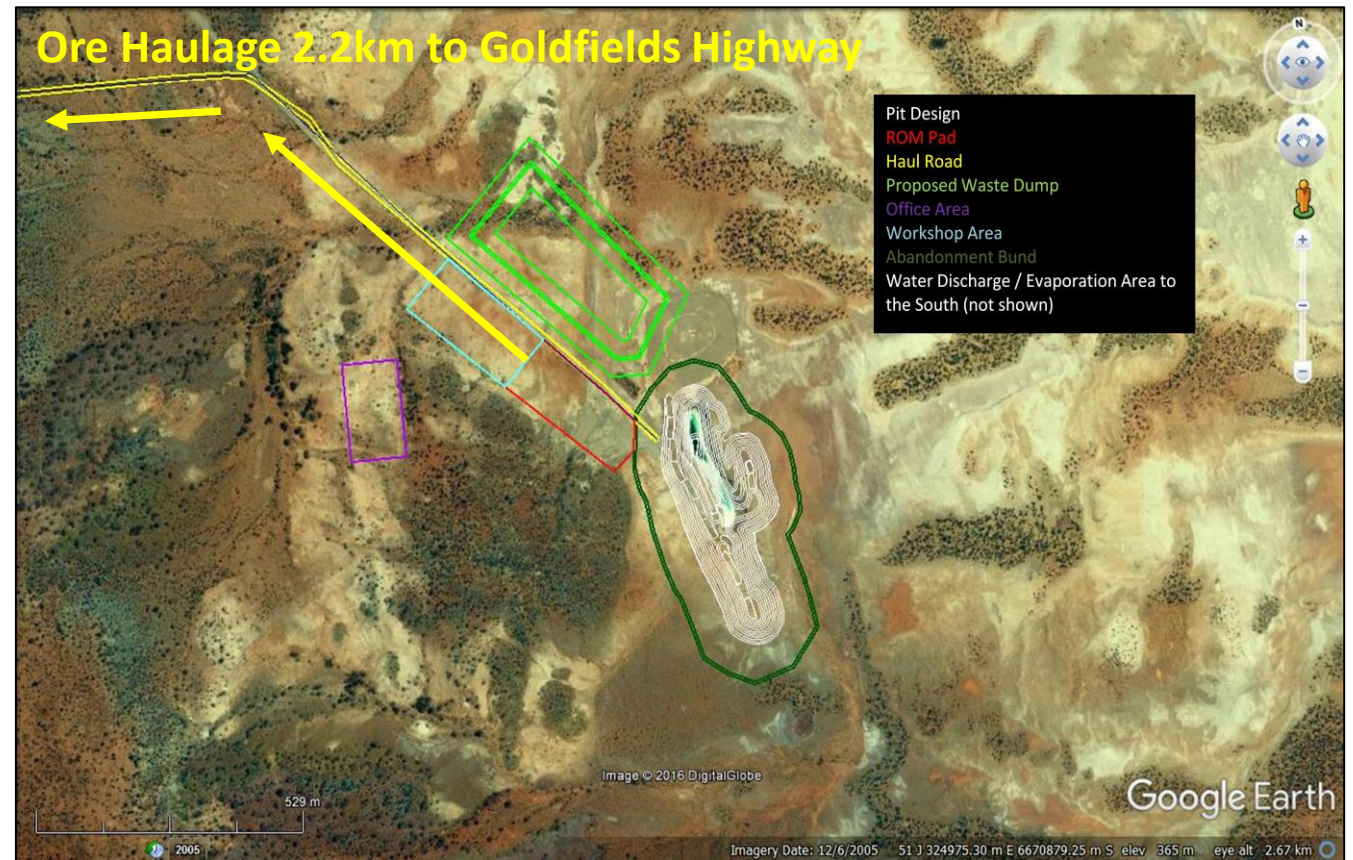 Ore Haulage 2.2km to Goldfields Highway
N
Pit Design
ROM Pad
Haul Road
Proposed Waste Dump
Office Area
Workshop Area
Abandonment Bund
Water Discharge / Evaporation Area to
the South (not shown)
Image © 2016 DigitalGlobe
Google Earth
529 m
2005
Imagery Date: 12/6/2005 51 J 324975.30 m E 6670879.25 m S elev 365 m eye alt 2.67 km